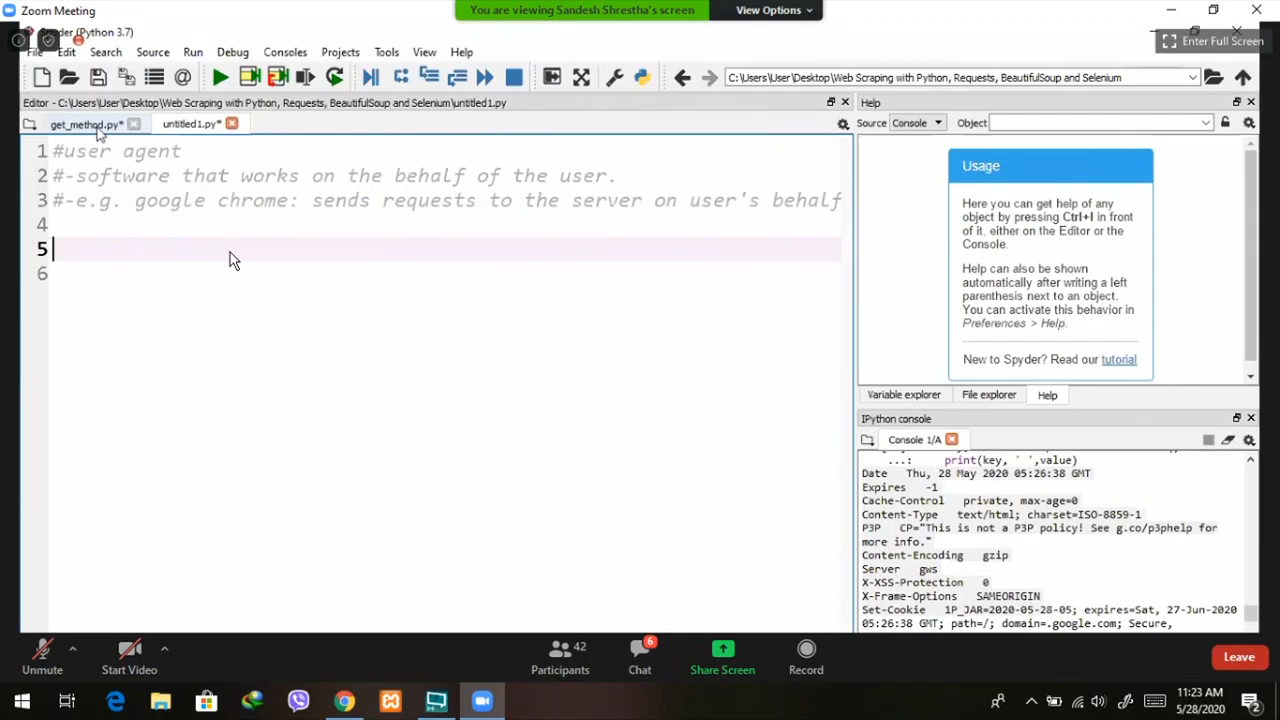 Zoom Meeting
You are viewing Sandesh Shrestha's screen
View Options
(Python 3.7)
Enter Full Screen
File Edit Search Source Run Debug Consoles Projects Tools View Help
C:\Users\User\Desktop\Web Scraping with Python, Requests, BeautifulSoup and Selenium
Editor - C:\Users\User\Desktop\Web Scraping with Python, Requests, BeautifulSoup and Selenium\untitled1.py
get_method.py*
untitled1.py*
1 #user agent
2 #-software that works on the behalf of the user.
3 #-e.g. google chrome: sends requests to the server on user's behalf
4
5
6
Help
Source Console Object
Usage
Here you can get help of any
object by pressing Ctrl+I in front
of it, either on the Editor or the
Console.
Help can also be shown
automatically after writing a left
parenthesis next to an object.
You can activate this behavior in
Preferences > Help.
New to Spyder? Read our tutorial
Variable explorer File explorer Help
IPython console
Console 1/A
...: print(key, ' ',value)
Date Thu, 28 May 2020 05:26:38 GMT
Expires -1
Cache-Control private, max-age=0
Content-Type text/html; charset=ISO-8859-1
P3P CP="This is not a P3P policy! See g.co/p3phelp for
more info."
Content-Encoding gzip
Server gws
X-XSS-Protection 0
X-Frame-Options SAMEORIGIN
Set-Cookie 1P_JAR=2020-05-28-05; expires=Sat, 27-Jun-2020
05:26:38 GMT; path=/; domain=.google.com; Secure,
Unmute
Start Video
42
Participants
6
Chat
Share Screen
Record
Leave
11:23 AM
5/28/2020
2